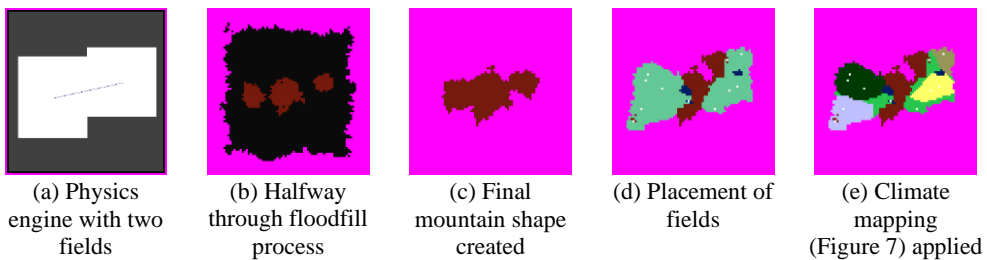 (a) Physics
engine with two
fields
(b) Halfway
through floodfill
process
(c) Final
mountain shape
created
(d) Placement of
fields
(e) Climate
mapping
(Figure 7) applied